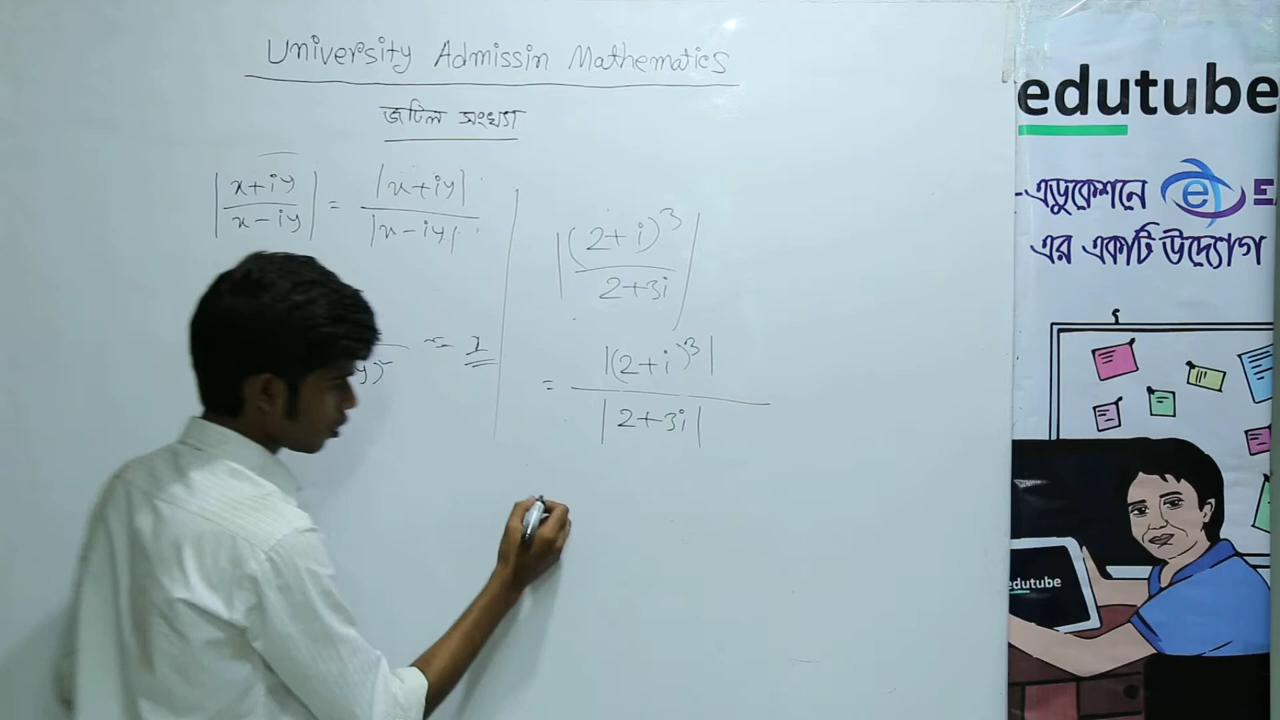 University Admissin Mathematics
জটিল সংখ্যা
|x+iy / x-iy| = |x+iy| / |x-iy|
y)² = 1
|(2+i)³ / 2+3i|
= |(2+i)³| / |2+3i|
edutube
-এডুকেশনে e E
এর একটি উদ্যোগ
edutube